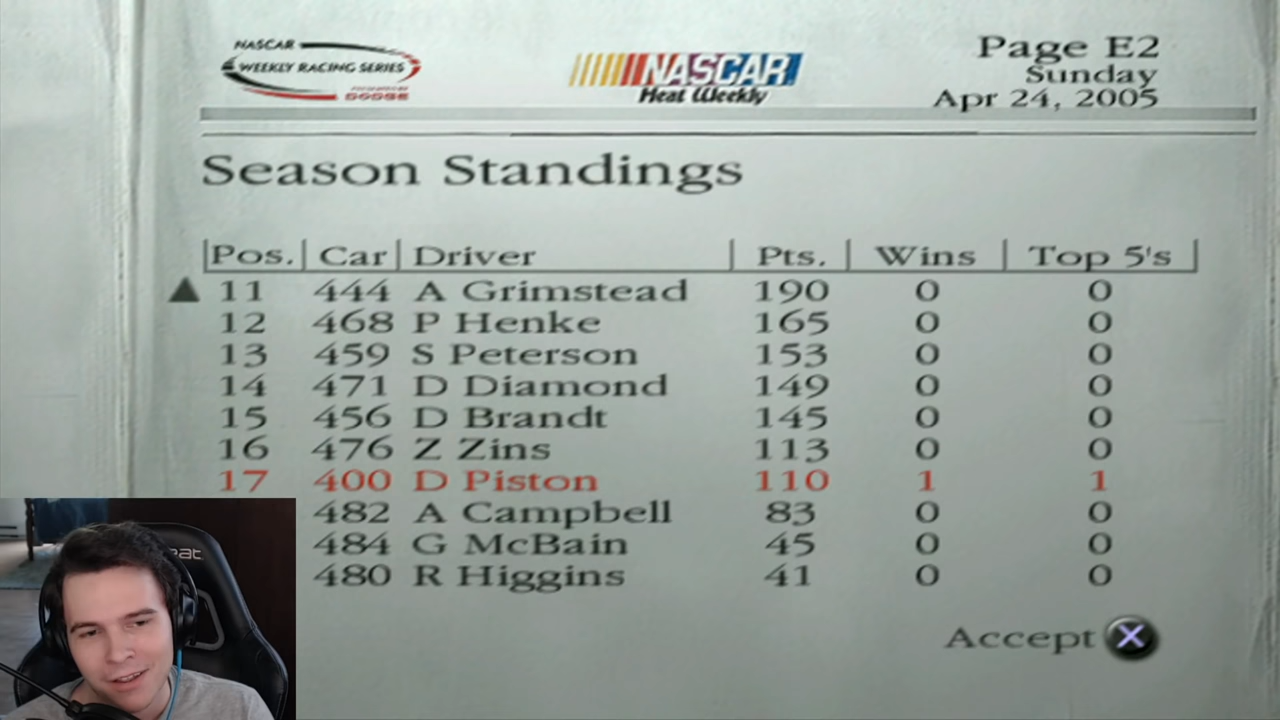 NASCAR
WEEKLY RACING SERIES
DODGE
NASCAR
Heat Weekly
Page E2
Sunday
Apr 24, 2005
Season Standings
Pos. Car Driver Pts. Wins Top 5's
11 444 A Grimstead 190 0 0
12 468 P Henke 165 0 0
13 459 S Peterson 153 0 0
14 471 D Diamond 149 0 0
15 456 D Brandt 145 0 0
16 476 Z Zins 113 0 0
17 400 D Piston 110 1 1
482 A Campbell 83 0 0
484 G McBain 45 0 0
480 R Higgins 41 0 0
Accept X